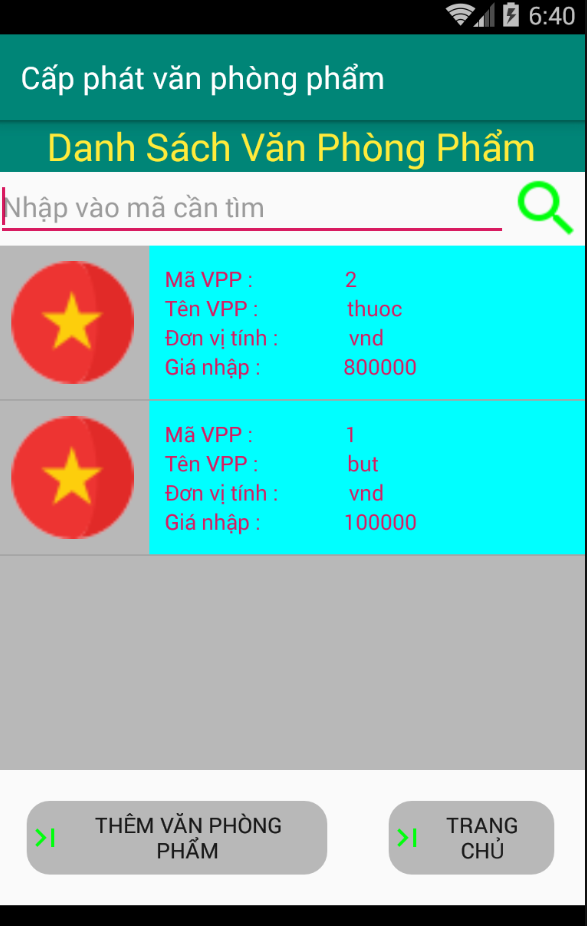 6:40
Cấp phát văn phòng phẩm
Danh Sách Văn Phòng Phẩm
Nhập vào mã cần tìm
Mã VPP : 2
Tên VPP : thuoc
Đơn vị tính : vnd
Giá nhập : 800000
Mã VPP : 1
Tên VPP : but
Đơn vị tính : vnd
Giá nhập : 100000
THÊM VĂN PHÒNG
PHẨM
TRANG
CHỦ